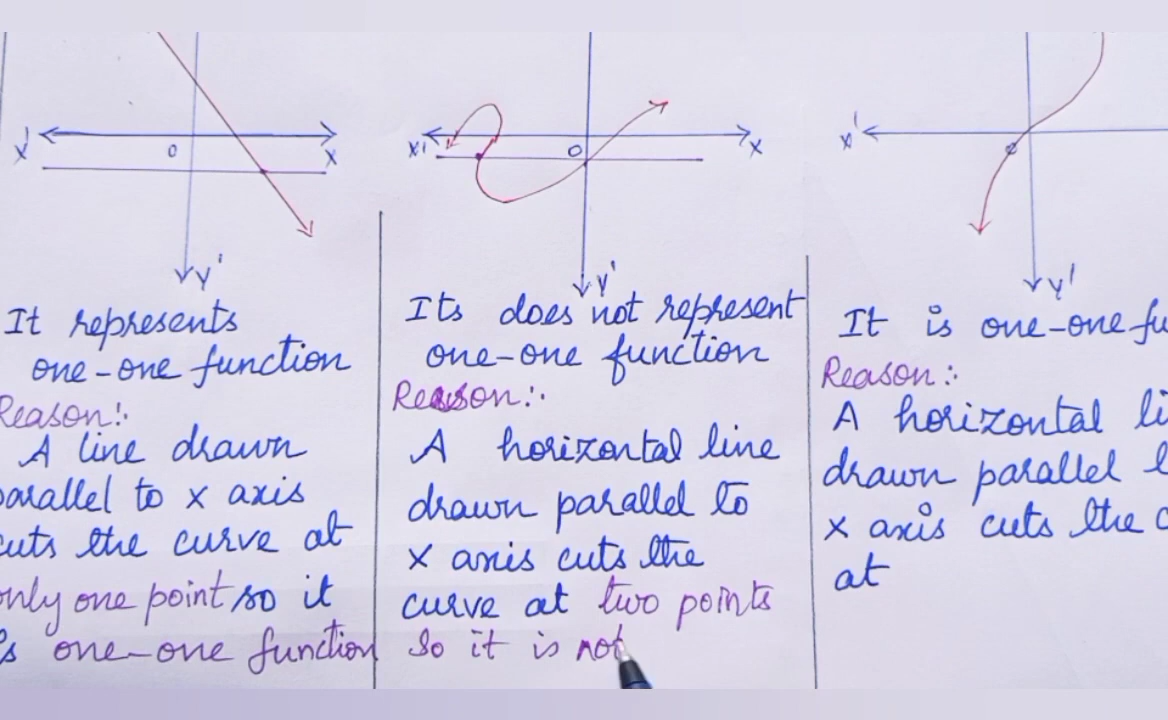 X' O X
Y'
It represents
one-one function
Reason:
A line drawn
parallel to x axis
cuts the curve at
only one point so it
is one-one function
X' O X
Y'
Its does not represent
one-one function
Reason:
A horizontal line
drawn parallel to
x axis cuts the
curve at two points
so it is not
X'
Y'
It is one-one fu
Reason:
A horizontal li
drawn parallel
x axis cuts the c
at